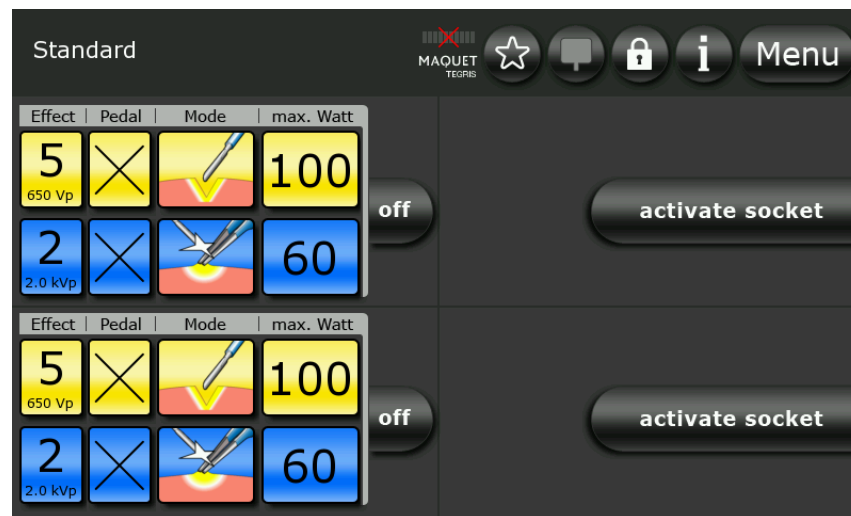 Standard
MAQUET
TEGRIS
i
Menu
Effect | Pedal | Mode | max. Watt
5
650 Vp
100
off
activate socket
2
2.0 kVp
60
Effect | Pedal | Mode | max. Watt
5
650 Vp
100
off
activate socket
2
2.0 kVp
60